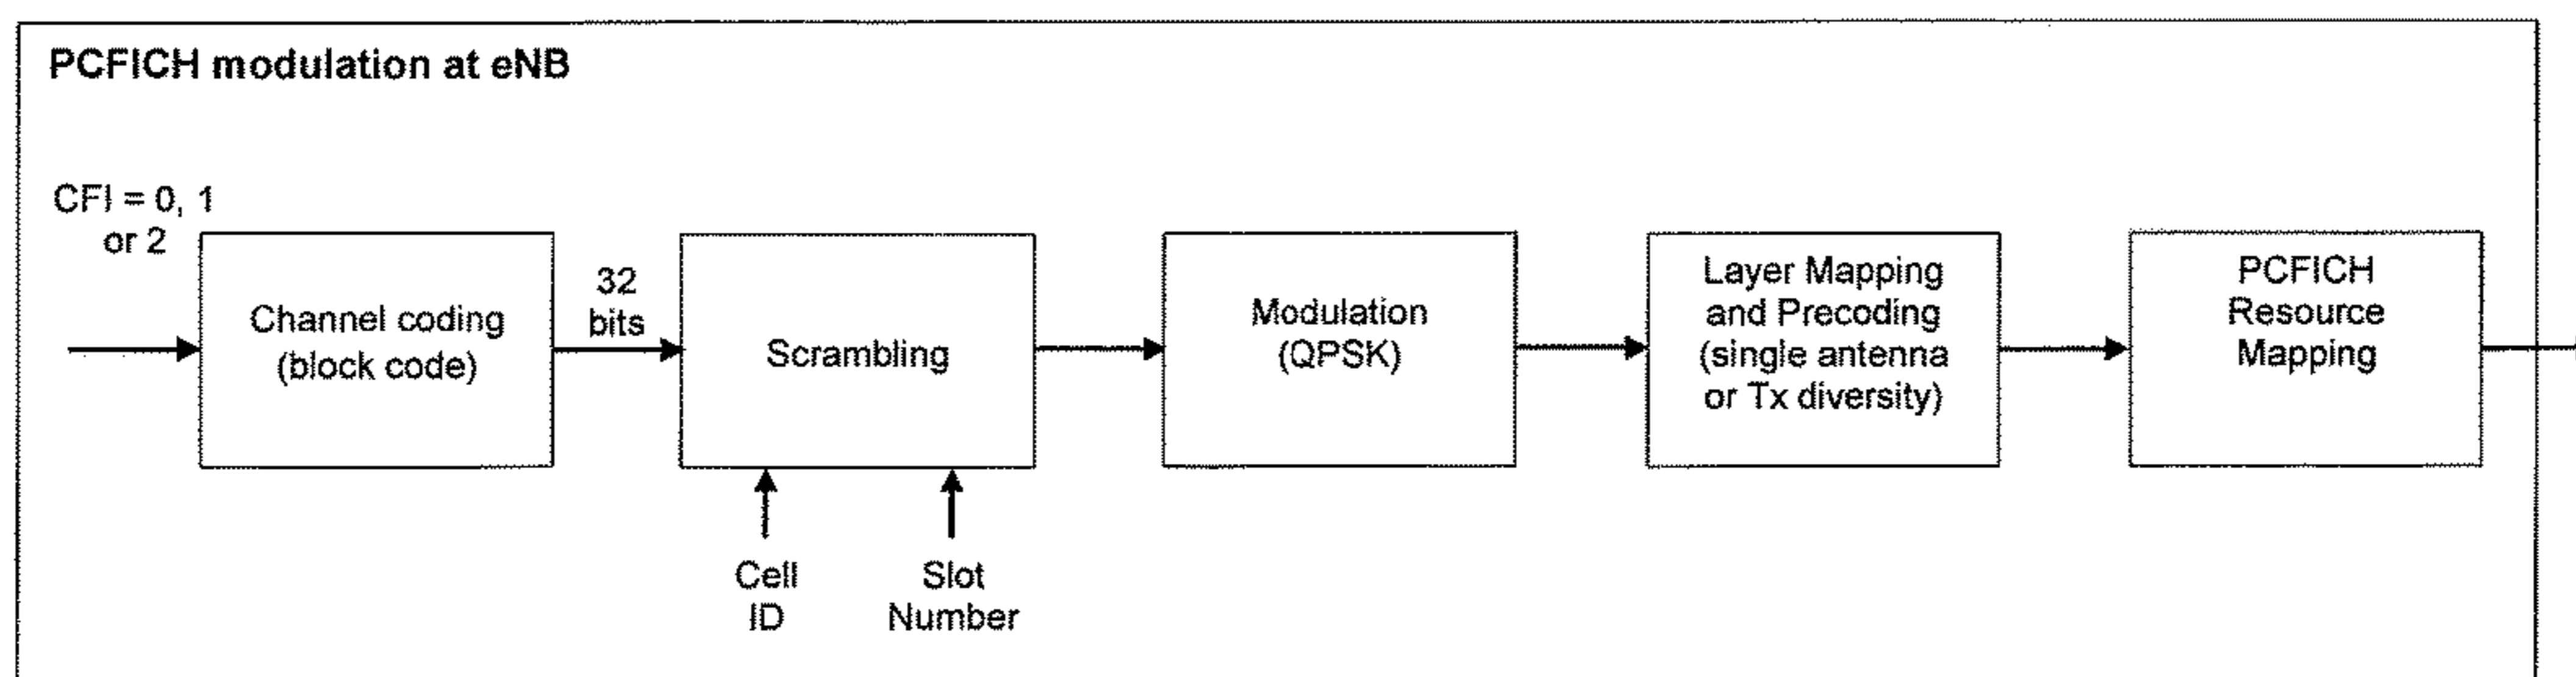 PCFICH modulation at eNB
CFI = 0, 1
or 2
Channel coding
(block code)
32
bits
Scrambling
Cell
ID
Slot
Number
Modulation
(QPSK)
Layer Mapping
and Precoding
(single antenna
or Tx diversity)
PCFICH
Resource
Mapping